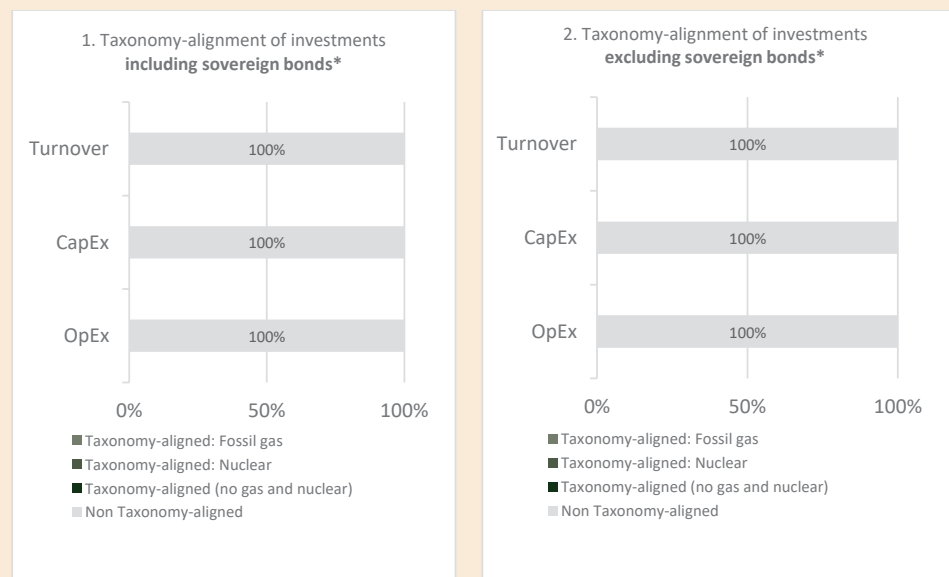 1. Taxonomy-alignment of investments
including sovereign bonds*
Turnover
100%
CapEx
100%
OpEx
100%
0%
50%
100%
Taxonomy-aligned: Fossil gas
Taxonomy-aligned: Nuclear
Taxonomy-aligned (no gas and nuclear)
Non Taxonomy-aligned
2. Taxonomy-alignment of investments
excluding sovereign bonds*
Turnover
100%
CapEx
100%
OpEx
100%
0%
50%
100%
Taxonomy-aligned: Fossil gas
Taxonomy-aligned: Nuclear
Taxonomy-aligned (no gas and nuclear)
Non Taxonomy-aligned